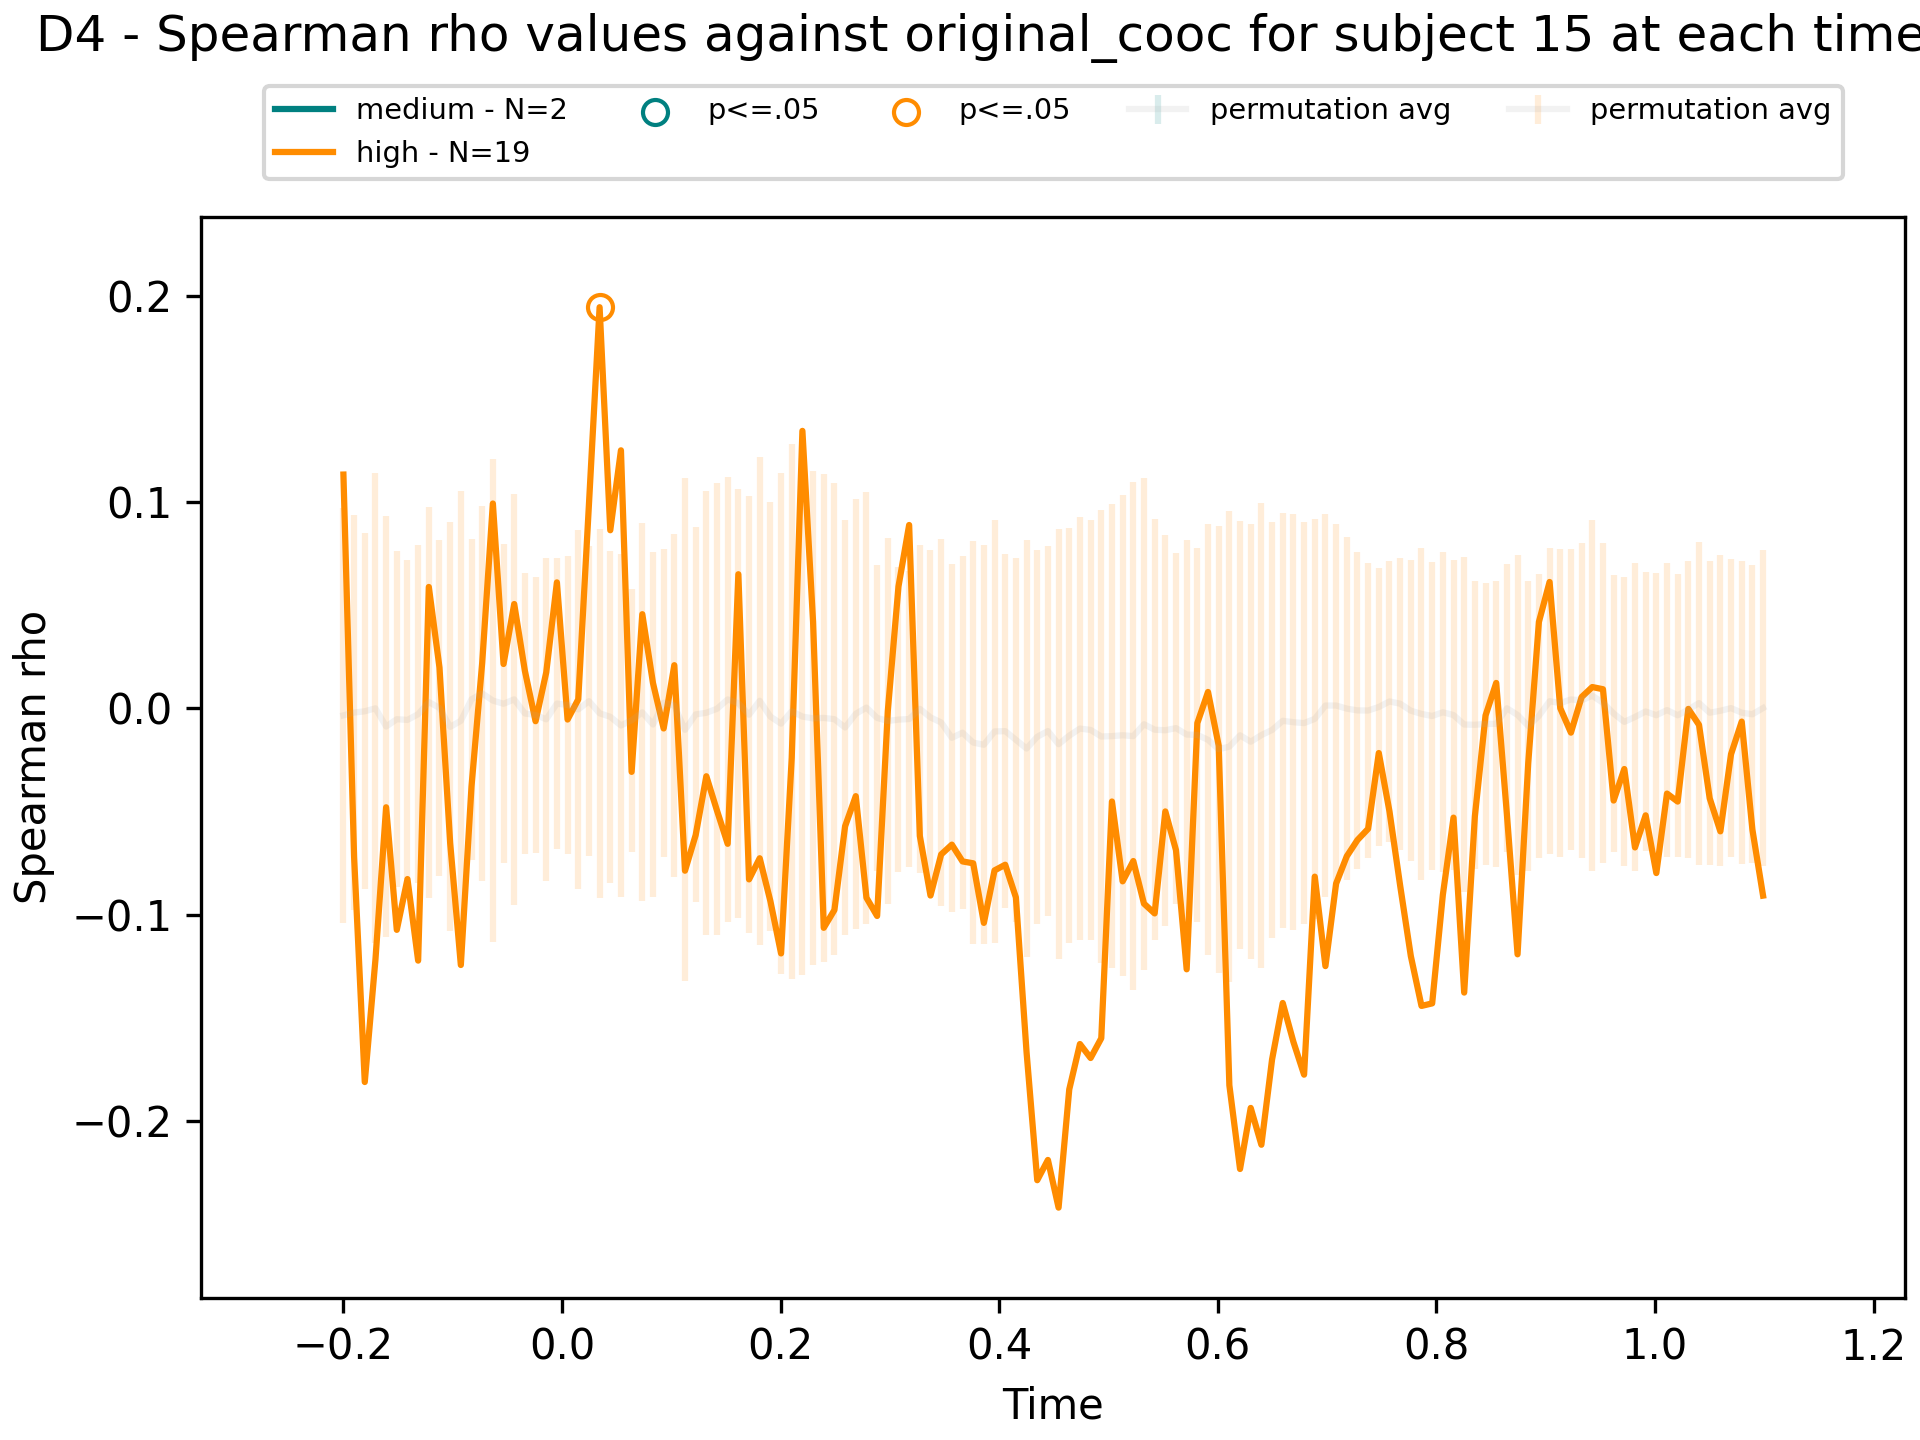 D4 - Spearman rho values against original_cooc for subject 15 at each time
medium - N=2
high - N=19
p<=.05
p<=.05
permutation avg
permutation avg
Spearman rho
0.2
0.1
0.0
−0.1
−0.2
−0.2
0.0
0.2
0.4
0.6
0.8
1.0
1.2
Time